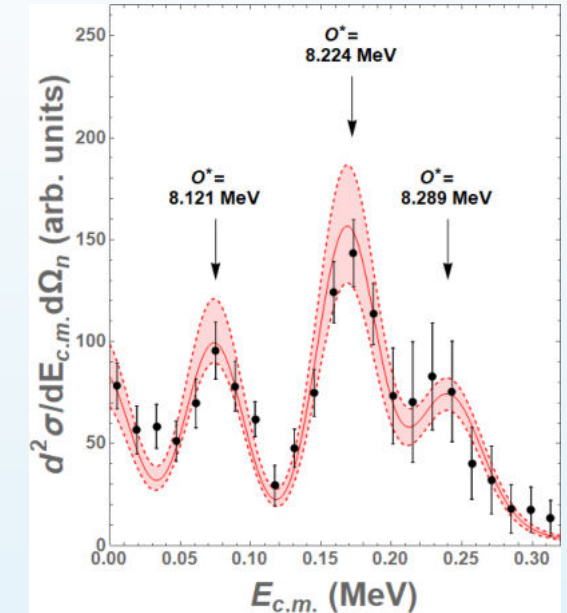 O*=
8.224 MeV
O*=
8.121 MeV
O*=
8.289 MeV
d² σ/dE_c.m. dΩ_n (arb. units)
250
200
150
100
50
0
0.00 0.05 0.10 0.15 0.20 0.25 0.30
E_c.m. (MeV)